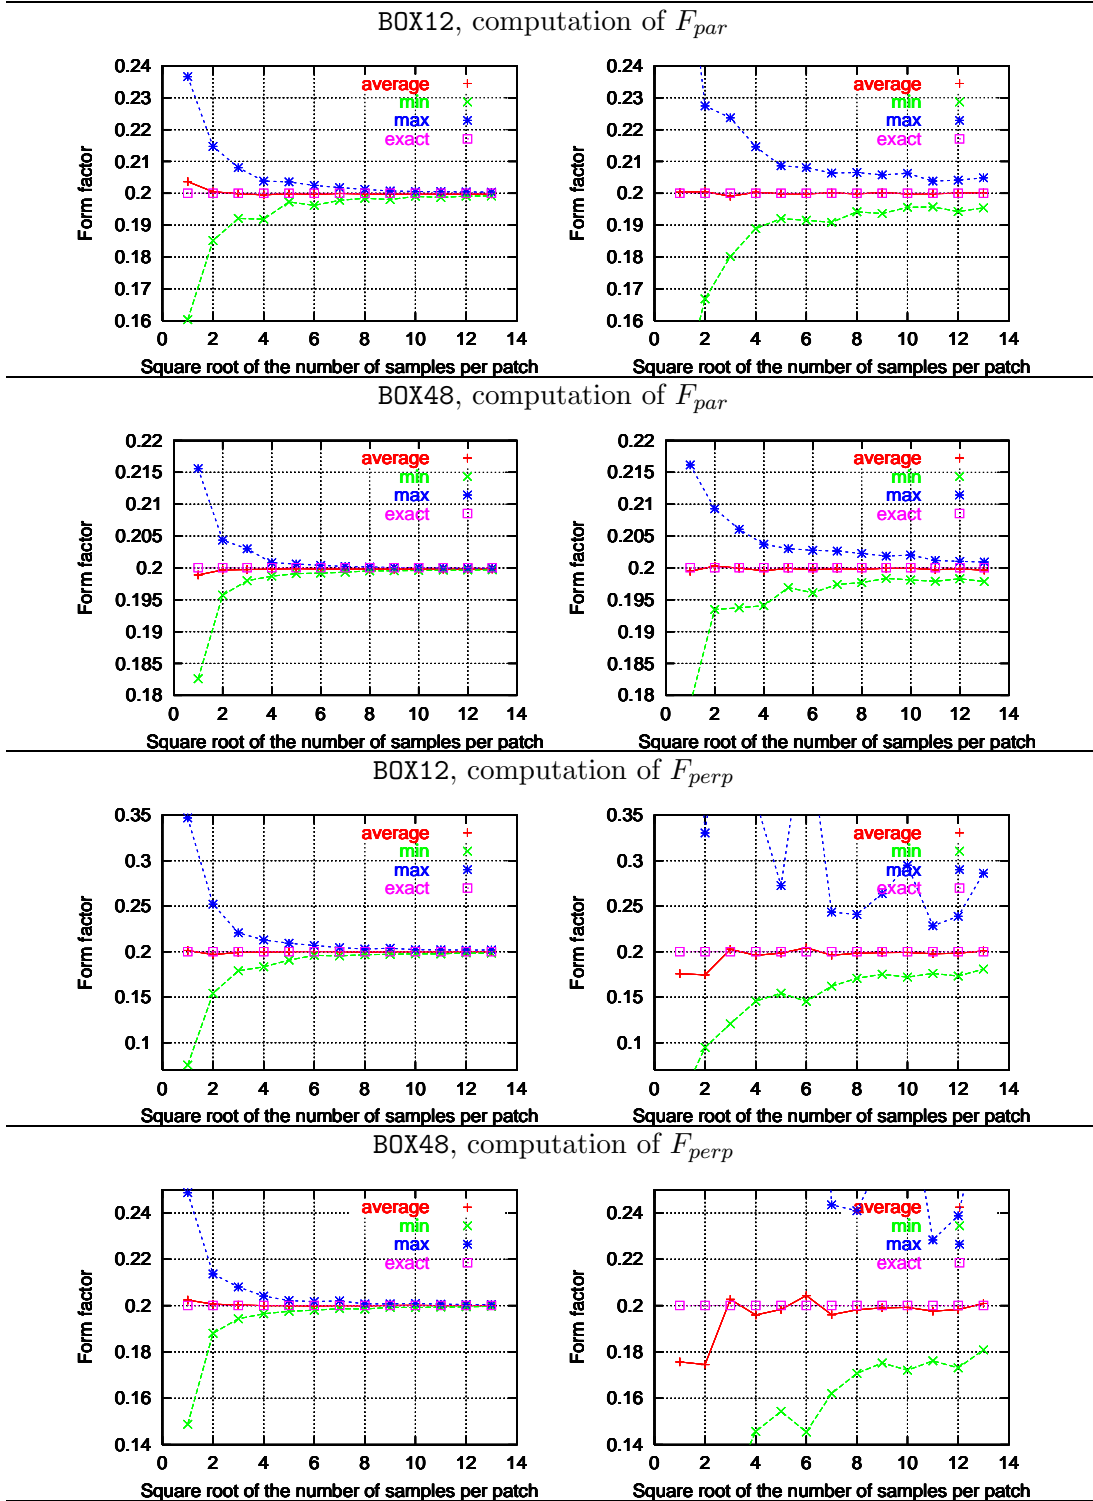 BOX12, computation of F_par
0.24
0.23
0.22
0.21
0.2
0.19
0.18
0.17
0.16
Form factor
average
min
max
exact
0 2 4 6 8 10 12 14
Square root of the number of samples per patch
0.24
0.23
0.22
0.21
0.2
0.19
0.18
0.17
0.16
Form factor
average
min
max
exact
0 2 4 6 8 10 12 14
Square root of the number of samples per patch
BOX48, computation of F_par
0.22
0.215
0.21
0.205
0.2
0.195
0.19
0.185
0.18
Form factor
average
min
max
exact
0 2 4 6 8 10 12 14
Square root of the number of samples per patch
0.22
0.215
0.21
0.205
0.2
0.195
0.19
0.185
0.18
Form factor
average
min
max
exact
0 2 4 6 8 10 12 14
Square root of the number of samples per patch
BOX12, computation of F_perp
0.35
0.3
0.25
0.2
0.15
0.1
Form factor
average
min
max
exact
0 2 4 6 8 10 12 14
Square root of the number of samples per patch
0.35
0.3
0.25
0.2
0.15
0.1
Form factor
average
min
max
exact
0 2 4 6 8 10 12 14
Square root of the number of samples per patch
BOX48, computation of F_perp
0.24
0.22
0.2
0.18
0.16
0.14
Form factor
average
min
max
exact
0 2 4 6 8 10 12 14
Square root of the number of samples per patch
0.24
0.22
0.2
0.18
0.16
0.14
Form factor
average
min
max
exact
0 2 4 6 8 10 12 14
Square root of the number of samples per patch